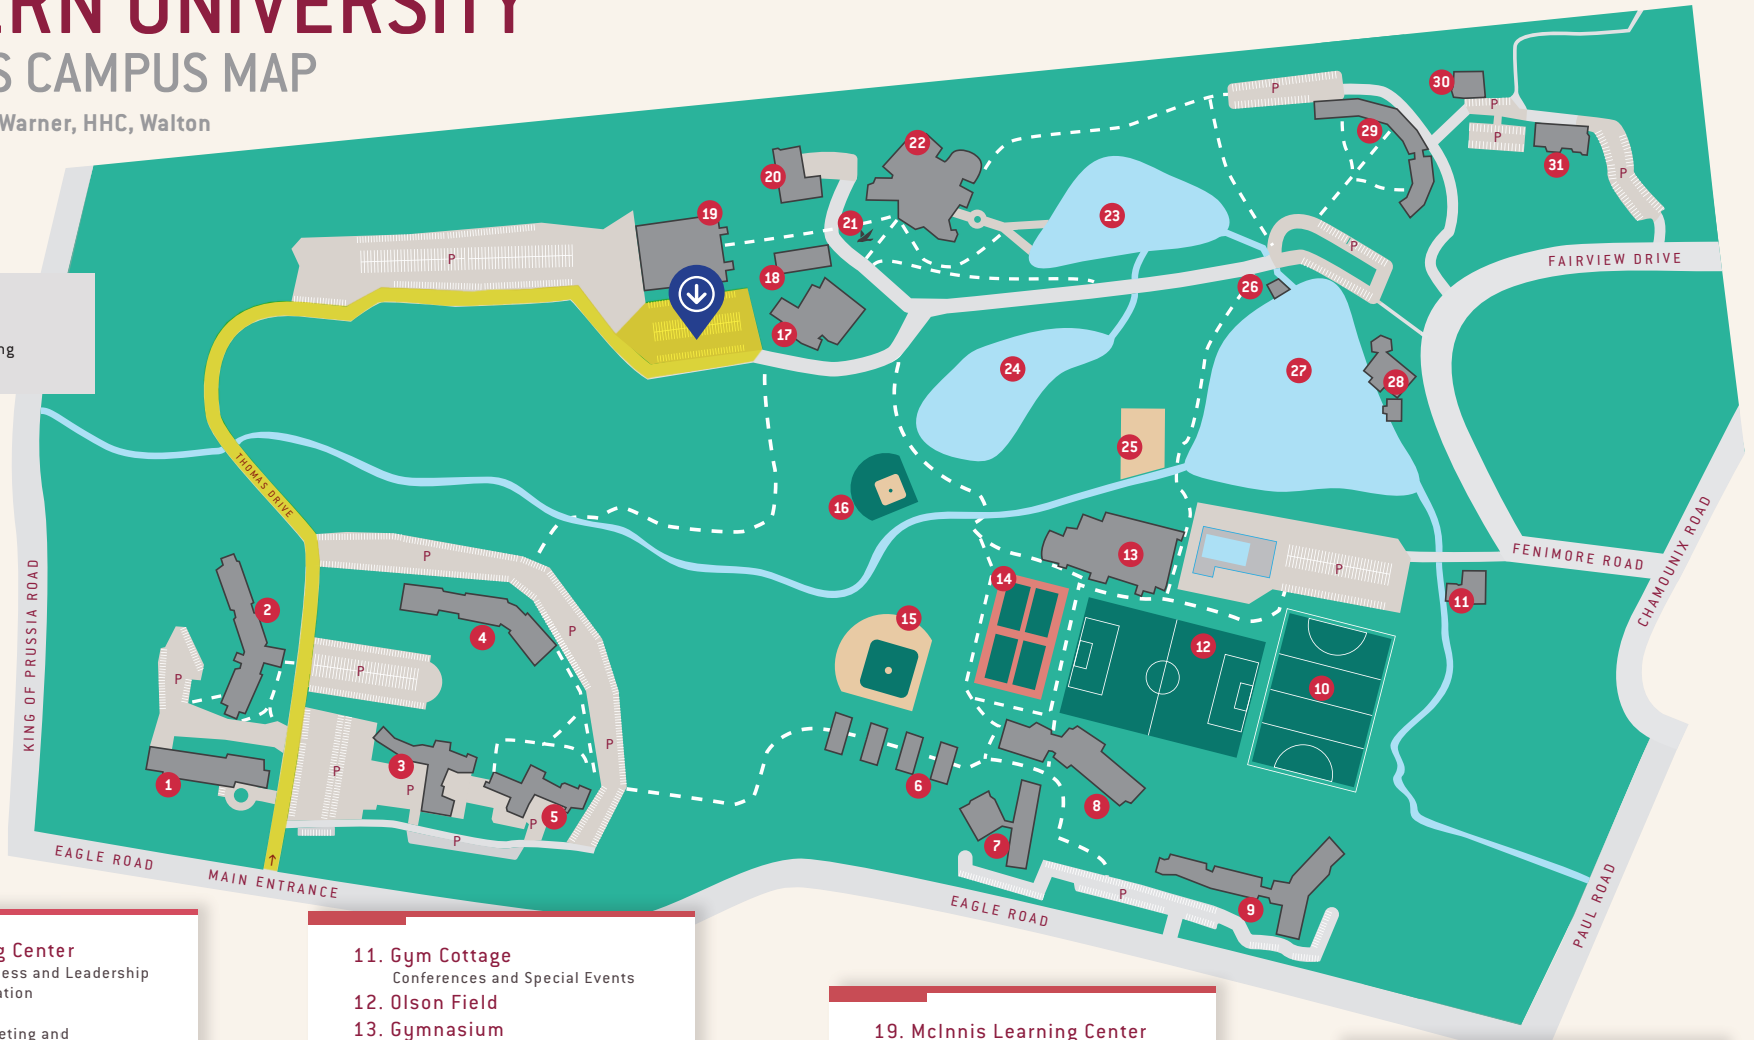 ERN UNIVERSITY
S CAMPUS MAP
Warner, HHC, Walton
ng
30
P
P
29
P
P
31
P
22
20
19
21
23
P
P
FAIRVIEW DRIVE
18
26
17
24
27
28
25
THOMAS DRIVE
16
KING OF PRUSSIA ROAD
CHAMOUNIX ROAD
FENIMORE ROAD
P
13
P
14
11
2
4
P
15
12
P
P
10
P
P
3
1
P
5
P
P
6
8
7
EAGLE ROAD
MAIN ENTRANCE
EAGLE ROAD
P
9
PAUL ROAD
g Center
ess and Leadership
ation
eting and
11. Gym Cottage
Conferences and Special Events
12. Olson Field
13. Gymnasium
19. McInnis Learning Center